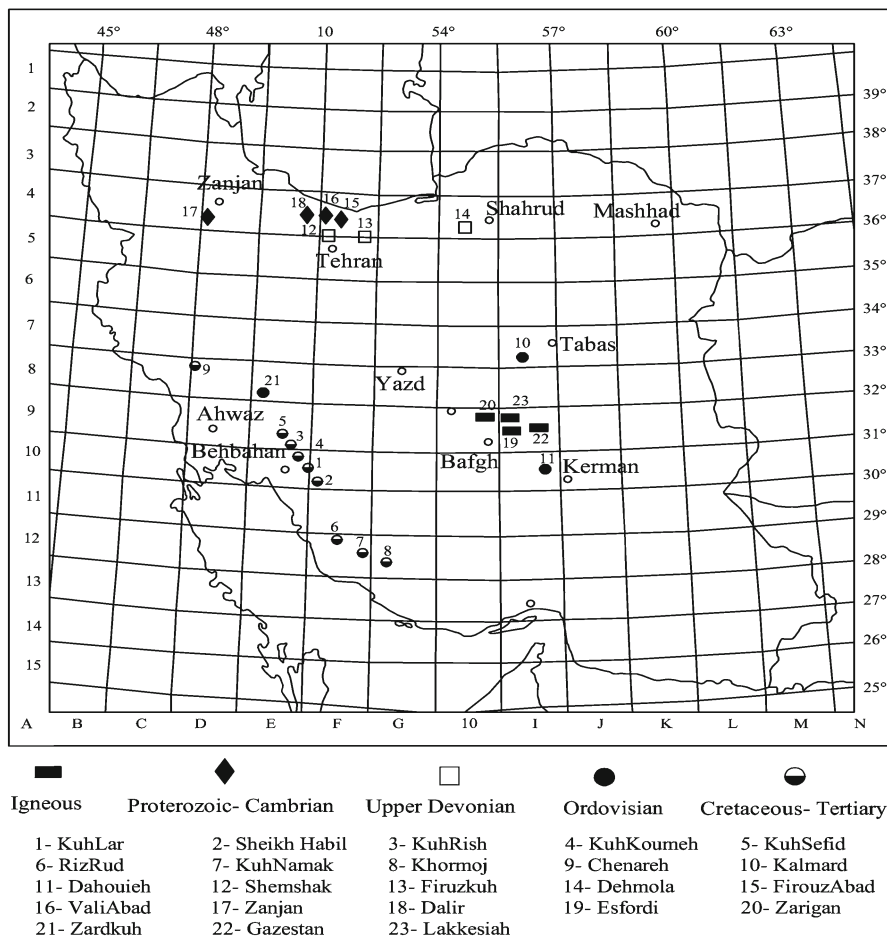 45° 48° 10 54° 57° 60° 63°
1
39°
2
38°
3
37°
4
Zanjan
17 18 16 15 14 Shahrud Mashhad
36°
5
12 13
Tehran
35°
6
34°
7
10 Tabas
33°
8
9 21 Yazd
32°
9
Ahwaz 5 20 23
31°
10
Behbahan 3 4 1 2 Bafgh 19 22 11 Kerman
30°
11
29°
12
6 7 8
28°
13
27°
14
26°
15
25°
A B C D E F G 10 I J K L M N
Igneous Proterozoic- Cambrian Upper Devonian Ordovisian Cretaceous- Tertiary
1- KuhLar 2- Sheikh Habil 3- KuhRish 4- KuhKoumeh 5- KuhSefid
6- RizRud 7- KuhNamak 8- Khormoj 9- Chenareh 10- Kalmard
11- Dahouieh 12- Shemshak 13- Firuzkuh 14- Dehmola 15- FirouzAbad
16- ValiAbad 17- Zanjan 18- Dalir 19- Esfordi 20- Zarigan
21- Zardkuh 22- Gazestan 23- Lakkesiah